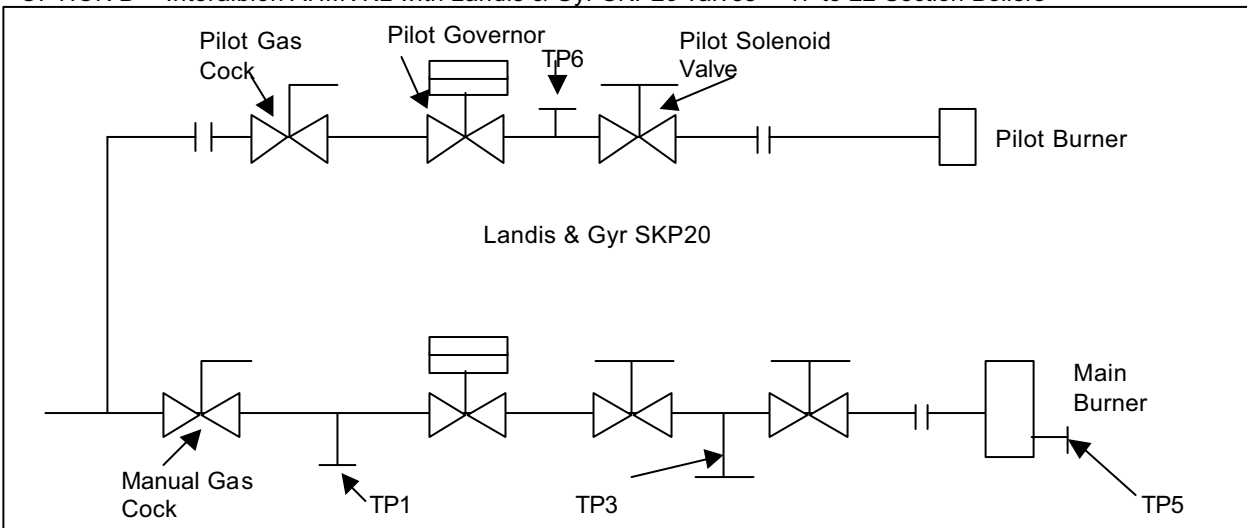 Pilot Gas
Cock
Pilot Governor
TP6
Pilot Solenoid
Valve
Pilot Burner
Landis & Gyr SKP20
Main
Burner
Manual Gas
Cock
TP1
TP3
TP5